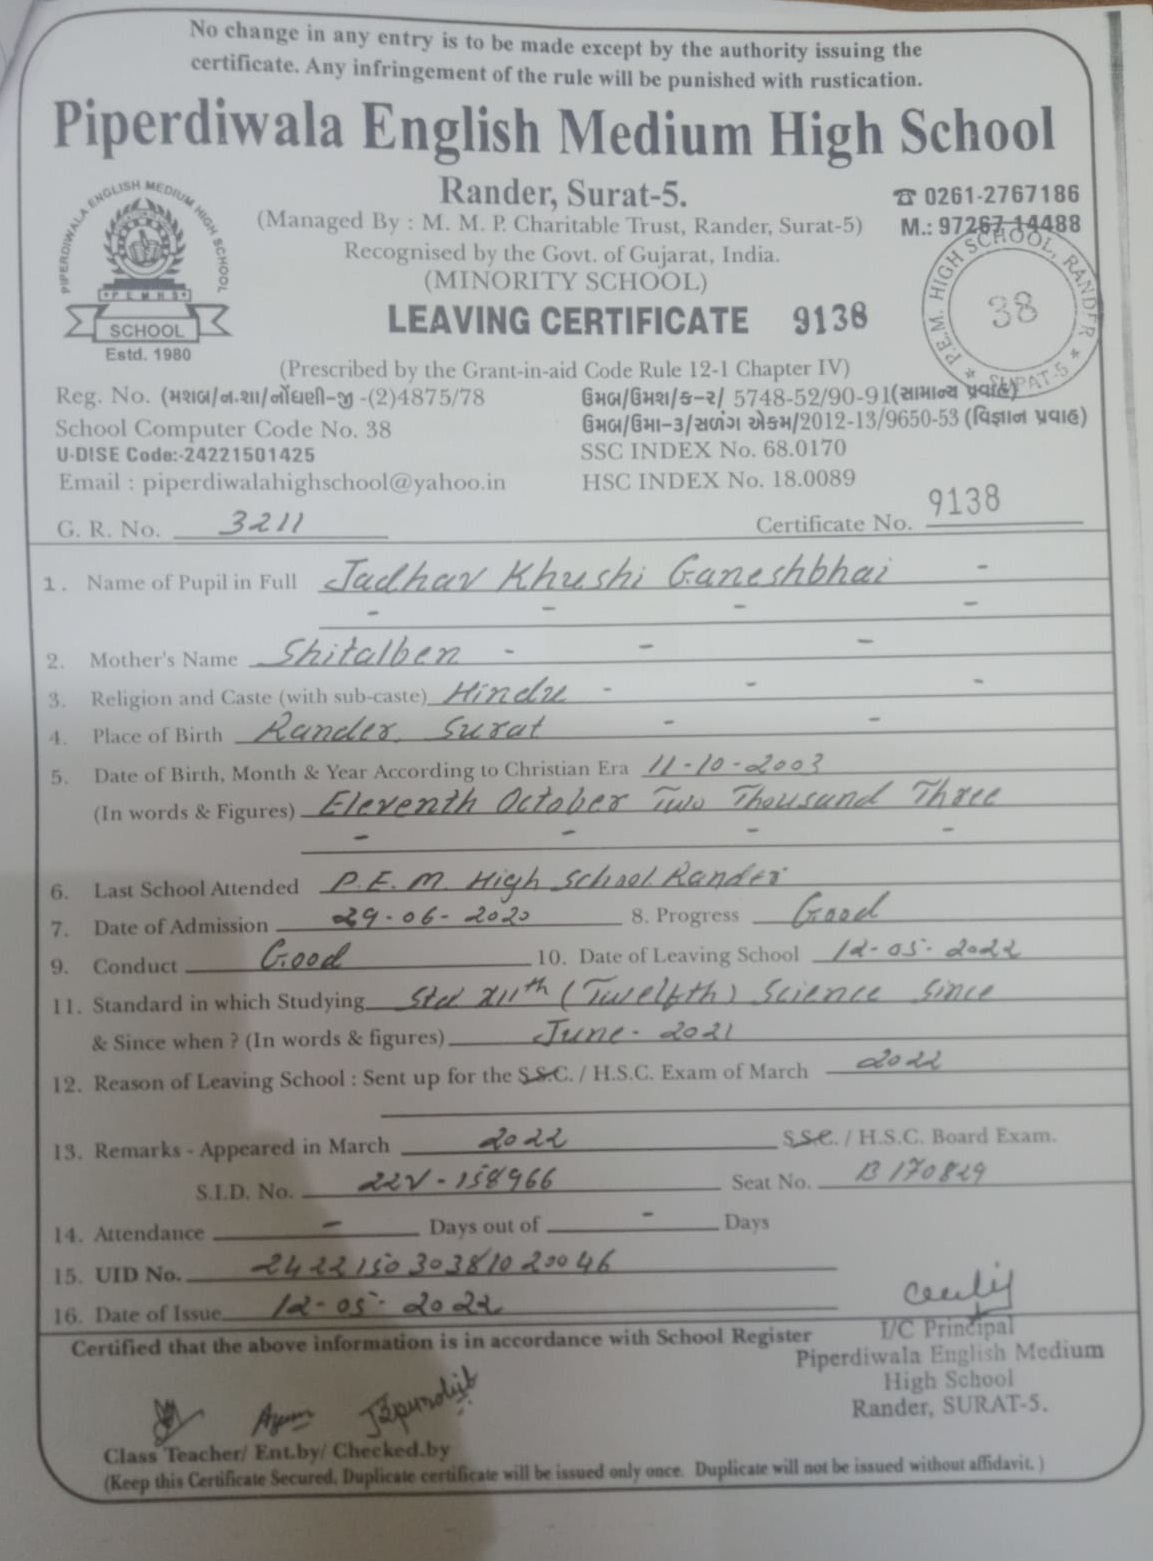 No change in any entry is to be made except by the authority issuing the
certificate. Any infringement of the rule will be punished with rustication.
Piperdiwala English Medium High School
PIPERDIWALA ENGLISH MEDIUM HIGH SCHOOL
P E M H S
SCHOOL
Estd. 1980
Rander, Surat-5.
(Managed By : M. M. P. Charitable Trust, Rander, Surat-5)
Recognised by the Govt. of Gujarat, India.
(MINORITY SCHOOL)
LEAVING CERTIFICATE 9138
☎ 0261-2767186
M.: 97267 14488
P.E.M. HIGH SCHOOL, RANDER * SURAT-5 *
38
(Prescribed by the Grant-in-aid Code Rule 12-1 Chapter IV)
Reg. No. (મશબ/ન.શા/નોંધણી-જી -(2)4875/78
ઉમબ/ઉમશ/ક-૨/ 5748-52/90-91(સામાન્ય પ્રવાહ)
School Computer Code No. 38
ઉમબ/ઉમા-૩/સળંગ એકમ/2012-13/9650-53 (વિજ્ઞાન પ્રવાહ)
U-DISE Code:-24221501425
SSC INDEX No. 68.0170
Email : piperdiwalahighschool@yahoo.in
HSC INDEX No. 18.0089
G. R. No. 3211
Certificate No. 9138
1. Name of Pupil in Full Jadhav Khushi Ganeshbhai -
- - - -
2. Mother's Name Shitalben - - -
3. Religion and Caste (with sub-caste) Hindu - - -
4. Place of Birth Rander, Surat - -
5. Date of Birth, Month & Year According to Christian Era 11-10-2003
(In words & Figures) Eleventh October Two Thousand Three
- - - -
6. Last School Attended P.E.M. High School Rander
7. Date of Admission 29-06-2020 8. Progress Good
9. Conduct Good 10. Date of Leaving School 12-05-2022
11. Standard in which Studying Std XIIth (Twelfth) Science Since
& Since when ? (In words & figures) June- 2021
12. Reason of Leaving School : Sent up for the S.S.C. / H.S.C. Exam of March 2022
13. Remarks - Appeared in March 2022 SSC. / H.S.C. Board Exam.
S.I.D. No. 22V-158966 Seat No. B 170829
14. Attendance - Days out of - Days
15. UID No. 242215030381020046
16. Date of Issue 12-05-2022
Certified that the above information is in accordance with School Register
I/C Principal
Piperdiwala English Medium
High School
Rander, SURAT-5.
Class Teacher/ Ent.by/ Checked.by
(Keep this Certificate Secured, Duplicate certificate will be issued only once. Duplicate will not be issued without affidavit.)